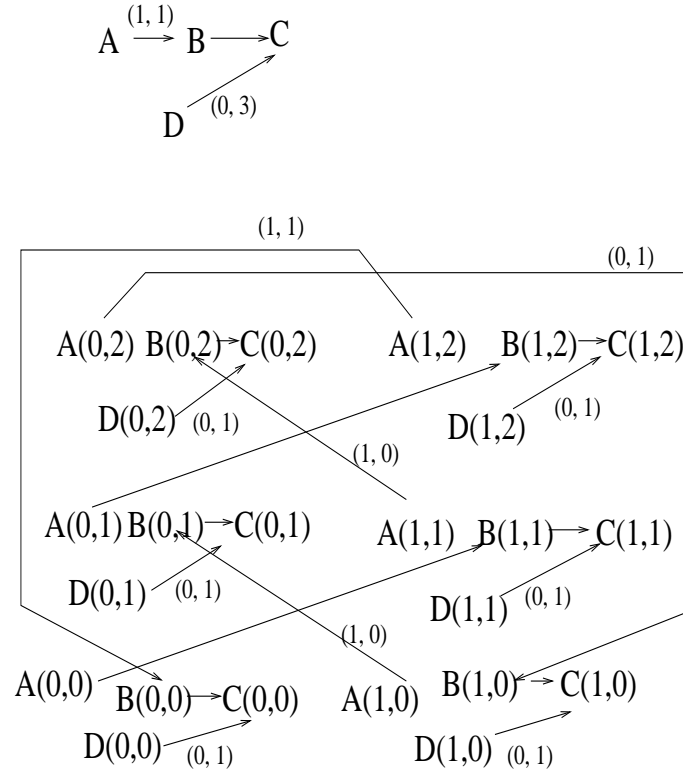 (1, 1)
A B C
(0, 3)
D
(1, 1)
(0, 1)
A(0,2) B(0,2) C(0,2) A(1,2) B(1,2) C(1,2)
D(0,2) (0, 1) D(1,2) (0, 1)
(1, 0)
A(0,1) B(0,1) C(0,1) A(1,1) B(1,1) C(1,1)
D(0,1) (0, 1) D(1,1) (0, 1)
(1, 0)
A(0,0) B(0,0) C(0,0) A(1,0) B(1,0) C(1,0)
D(0,0) (0, 1) D(1,0) (0, 1)